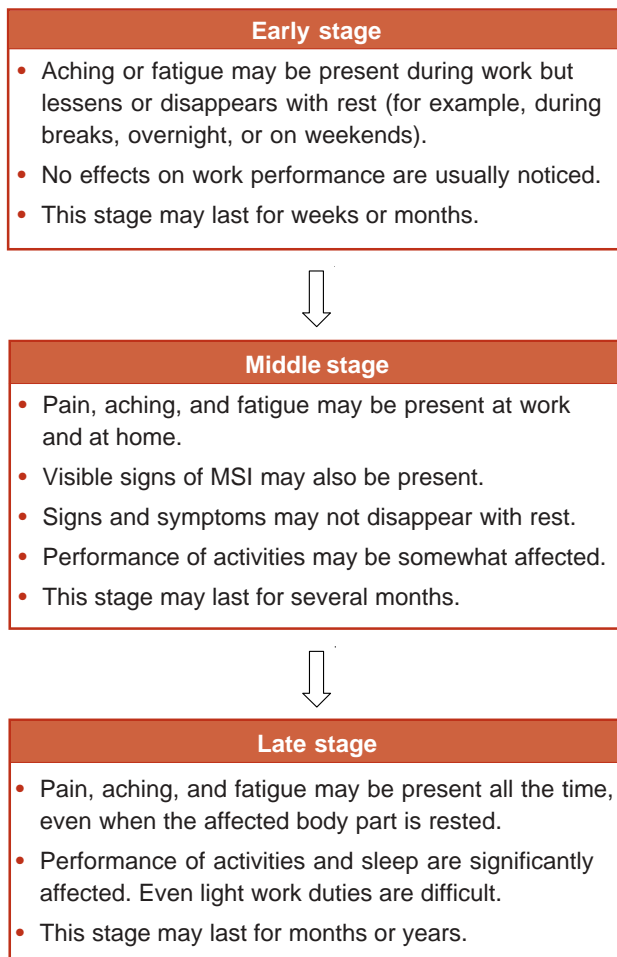 Early stage
• Aching or fatigue may be present during work but
lessens or disappears with rest (for example, during
breaks, overnight, or on weekends).
• No effects on work performance are usually noticed.
• This stage may last for weeks or months.
Middle stage
• Pain, aching, and fatigue may be present at work
and at home.
• Visible signs of MSI may also be present.
• Signs and symptoms may not disappear with rest.
• Performance of activities may be somewhat affected.
• This stage may last for several months.
Late stage
• Pain, aching, and fatigue may be present all the time,
even when the affected body part is rested.
• Performance of activities and sleep are significantly
affected. Even light work duties are difficult.
• This stage may last for months or years.